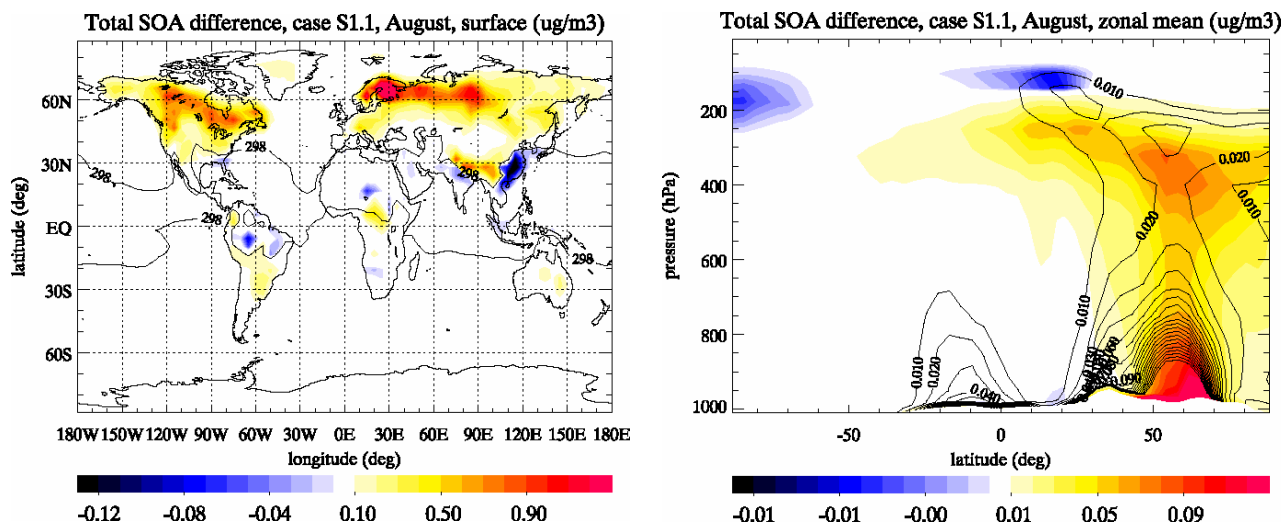 Total SOA difference, case S1.1, August, surface (ug/m3)
latitude (deg)
60N
30N
EQ
30S
60S
298
298
298
298
298
180W 150W 120W 90W 60W 30W 0E 30E 60E 90E 120E 150E 180E
longitude (deg)
-0.12 -0.08 -0.04 0.10 0.50 0.90
Total SOA difference, case S1.1, August, zonal mean (ug/m3)
pressure (hPa)
200
400
600
800
1000
0.010
0.020
0.010
0.020
0.010
0.010
0.020
0.040
0.090
-50 0 50
latitude (deg)
-0.01 -0.01 -0.00 0.01 0.05 0.09